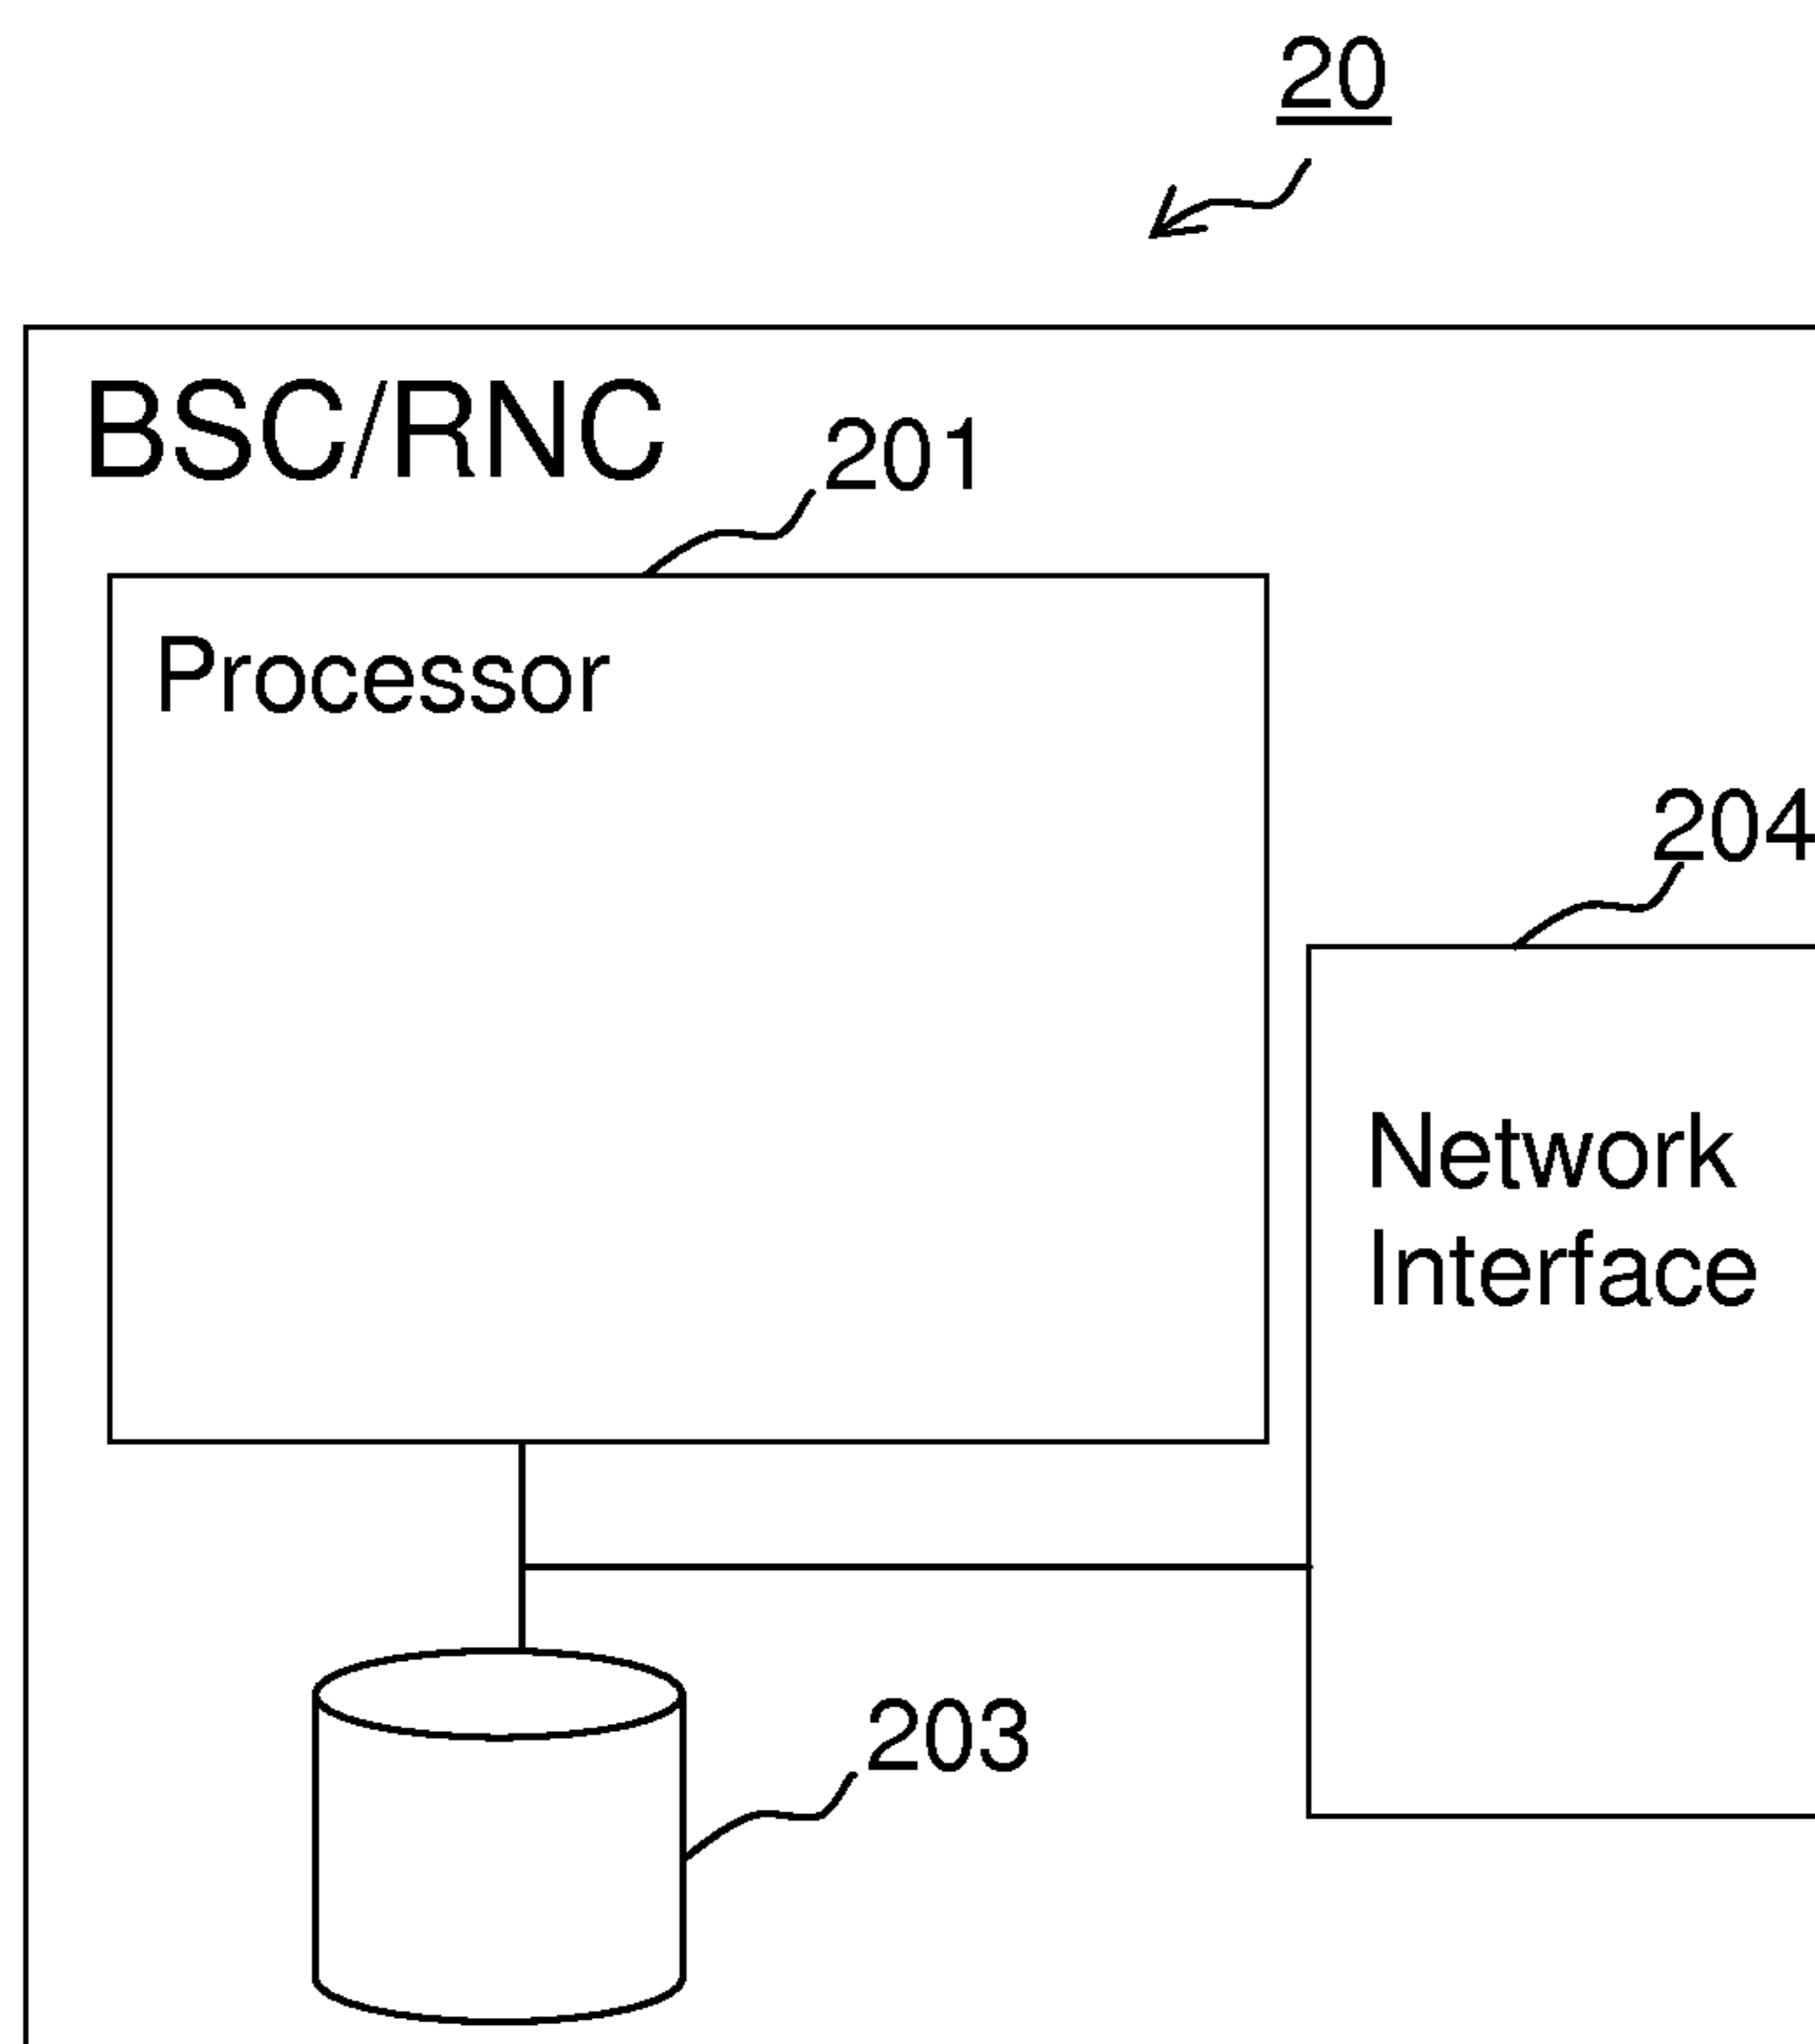 20
BSC/RNC
201
Processor
204
Network
Interface
203